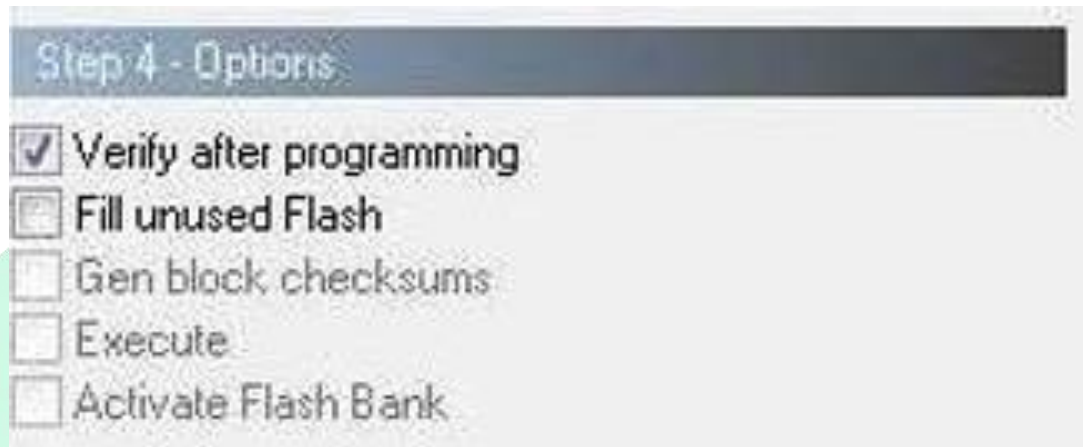 Step 4 - Options
Verify after programming
Fill unused Flash
Gen block checksums
Execute
Activate Flash Bank